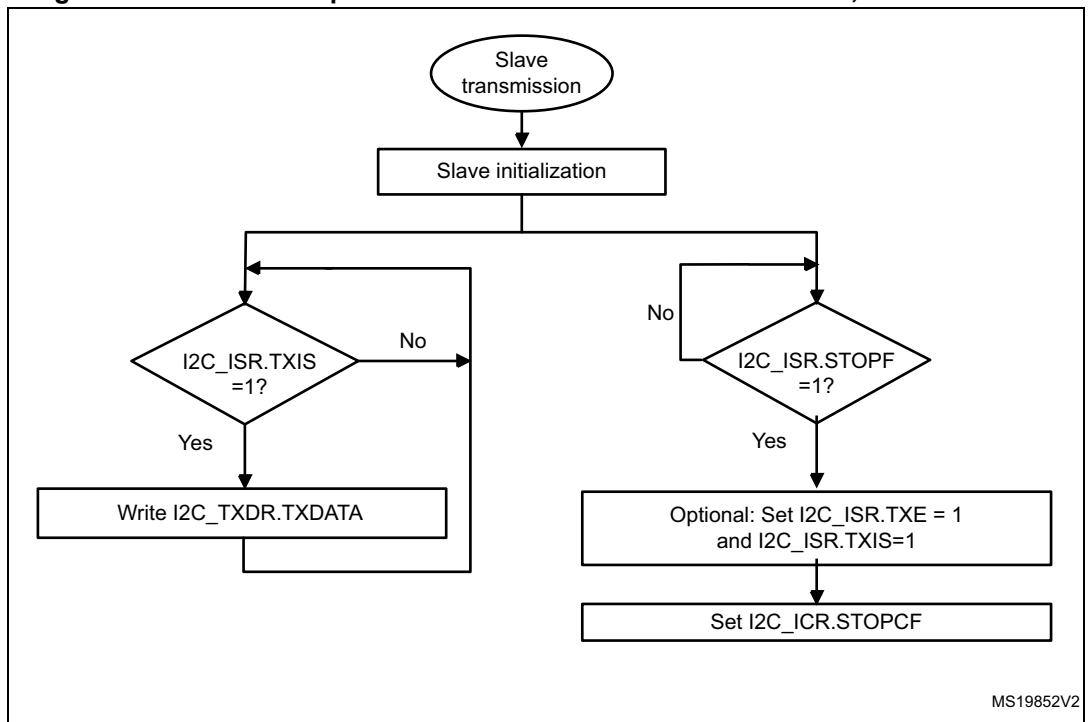 Slave
transmission
Slave initialization
No
I2C_ISR.TXIS
=1?
Yes
Write I2C_TXDR.TXDATA
No
I2C_ISR.STOPF
=1?
Yes
Optional: Set I2C_ISR.TXE = 1
and I2C_ISR.TXIS=1
Set I2C_ICR.STOPCF
MS19852V2